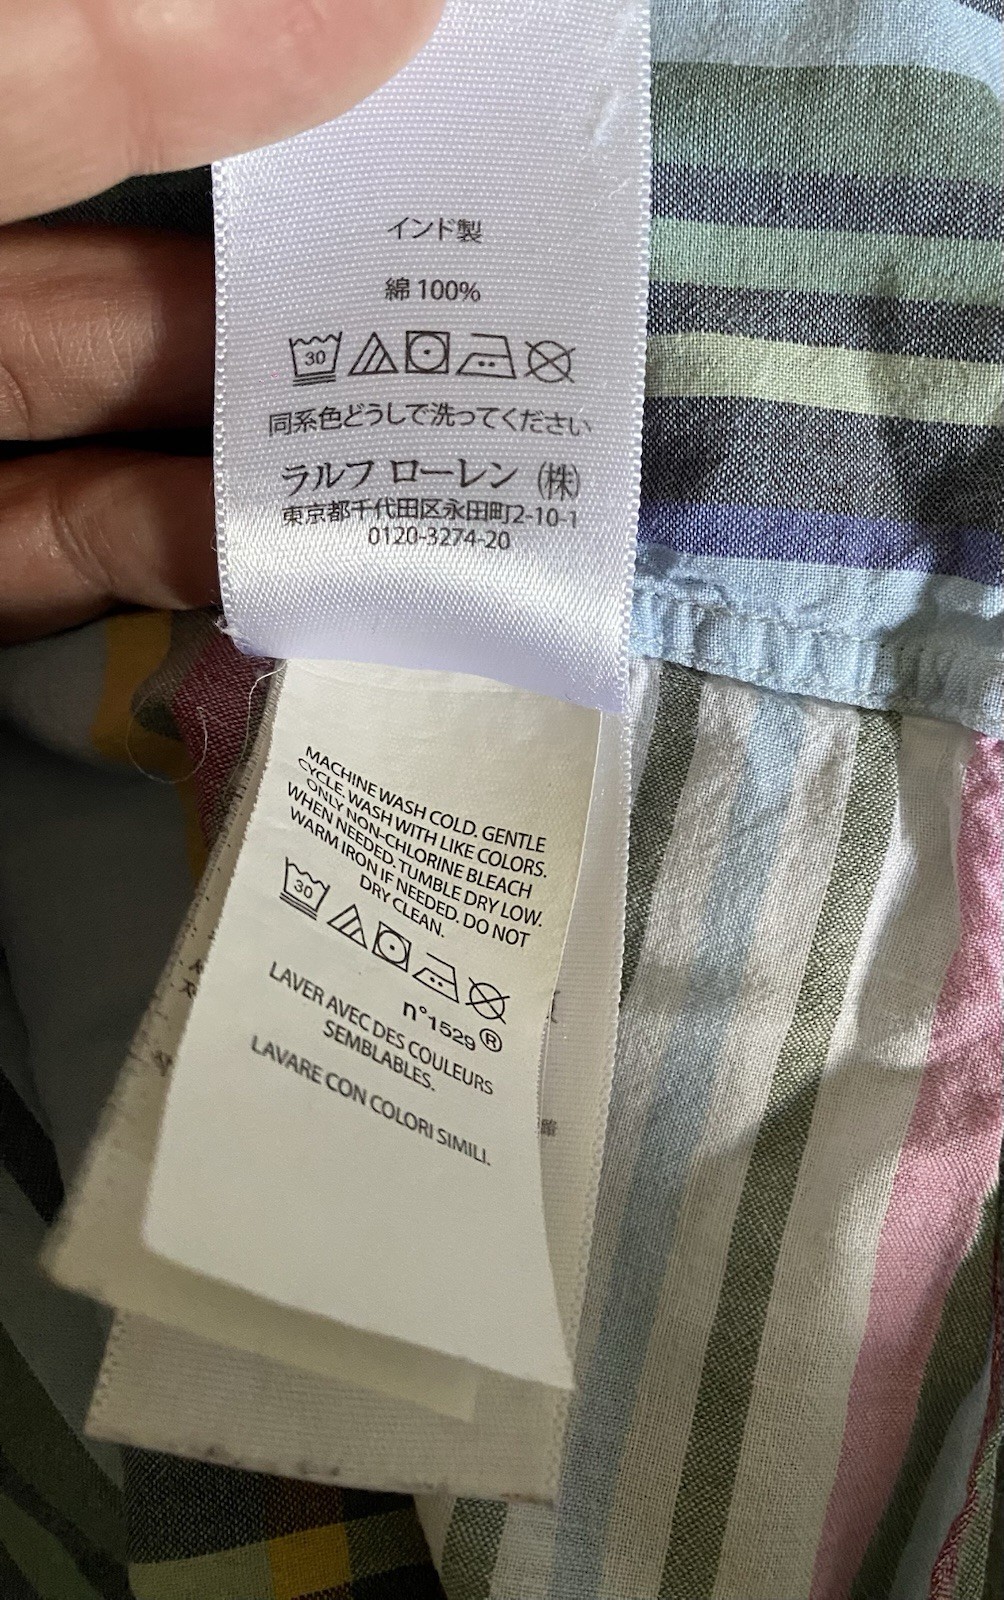 インド製
綿 100%
30
同系色どうしで洗ってください
ラルフ ローレン (株)
東京都千代田区永田町2-10-1
0120-3274-20
MACHINE WASH COLD. GENTLE
CYCLE. WASH WITH LIKE COLORS.
ONLY NON-CHLORINE BLEACH
WHEN NEEDED. TUMBLE DRY LOW.
WARM IRON IF NEEDED. DO NOT
DRY CLEAN.
30
n°1529®
LAVER AVEC DES COULEURS
SEMBLABLES.
LAVARE CON COLORI SIMILI.